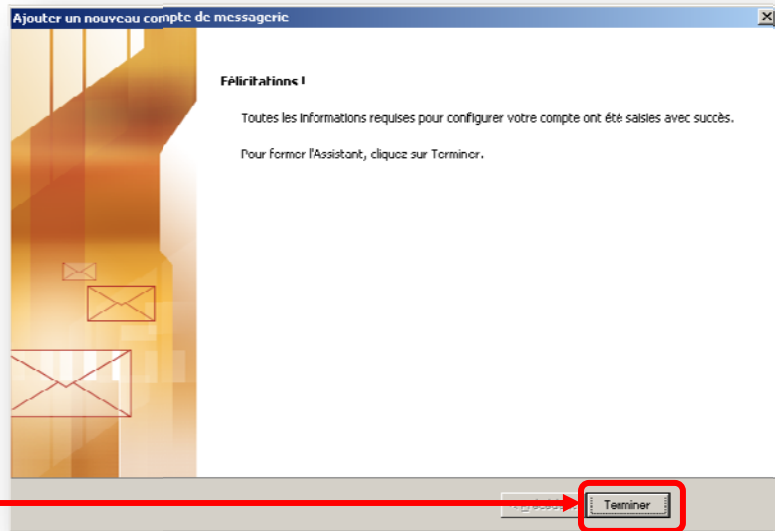 Ajouter un nouveau compte de messagerie
Félicitations !
Toutes les informations requises pour configurer votre compte ont été saisies avec succès.
Pour fermer l'Assistant, cliquez sur Terminer.
Terminer